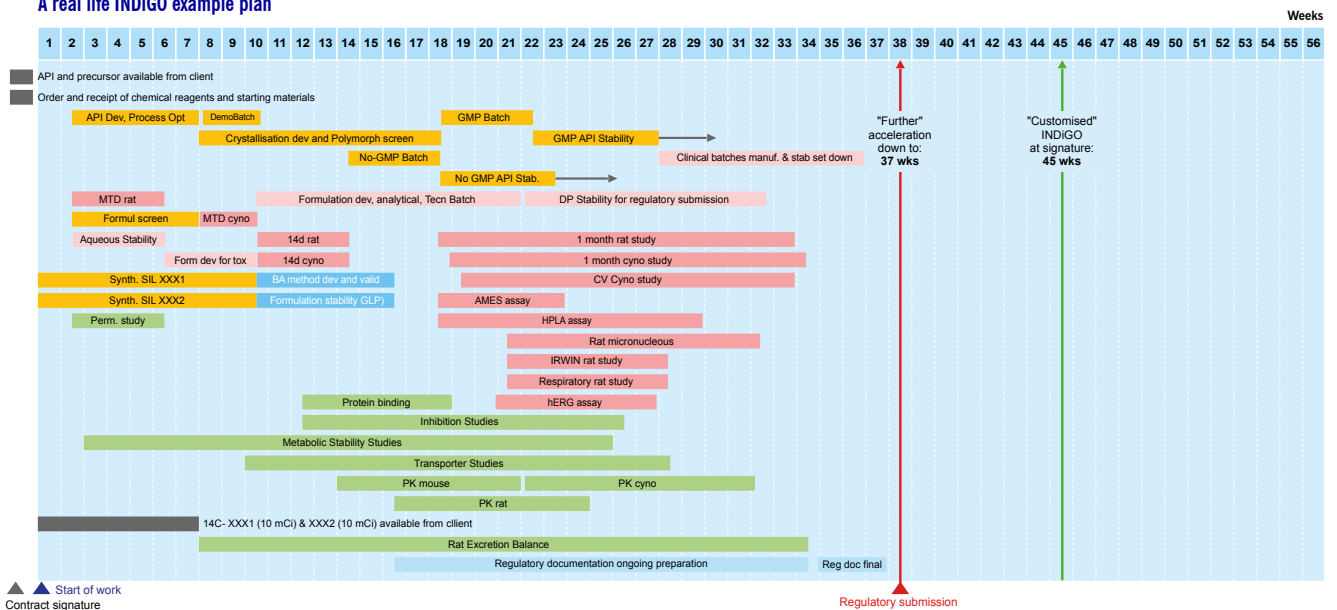 A real life INDIGO example plan
Weeks
1 2 3 4 5 6 7 8 9 10 11 12 13 14 15 16 17 18 19 20 21 22 23 24 25 26 27 28 29 30 31 32 33 34 35 36 37 38 39 40 41 42 43 44 45 46 47 48 49 50 51 52 53 54 55 56
API and precursor available from client
Order and receipt of chemical reagents and starting materials
API Dev, Process Opt DemoBatch GMP Batch
Crystallisation dev and Polymorph screen GMP API Stability
No-GMP Batch Clinical batches manuf. & stab set down
No GMP API Stab.
"Further"
acceleration
down to:
37 wks
"Customised"
INDiGO
at signature:
45 wks
MTD rat Formulation dev, analytical, Tecn Batch DP Stability for regulatory submission
Formul screen MTD cyno
Aqueous Stability 14d rat 1 month rat study
Form dev for tox 14d cyno 1 month cyno study
Synth. SIL XXX1 BA method dev and valid CV Cyno study
Synth. SIL XXX2 Formulation stability GLP) AMES assay
Perm. study HPLA assay
Rat micronucleous
IRWIN rat study
Respiratory rat study
Protein binding hERG assay
Inhibition Studies
Metabolic Stability Studies
Transporter Studies
PK mouse PK cyno
PK rat
14C- XXX1 (10 mCi) & XXX2 (10 mCi) available from cllient
Rat Excretion Balance
Regulatory documentation ongoing preparation Reg doc final
Start of work
Contract signature
Regulatory submission